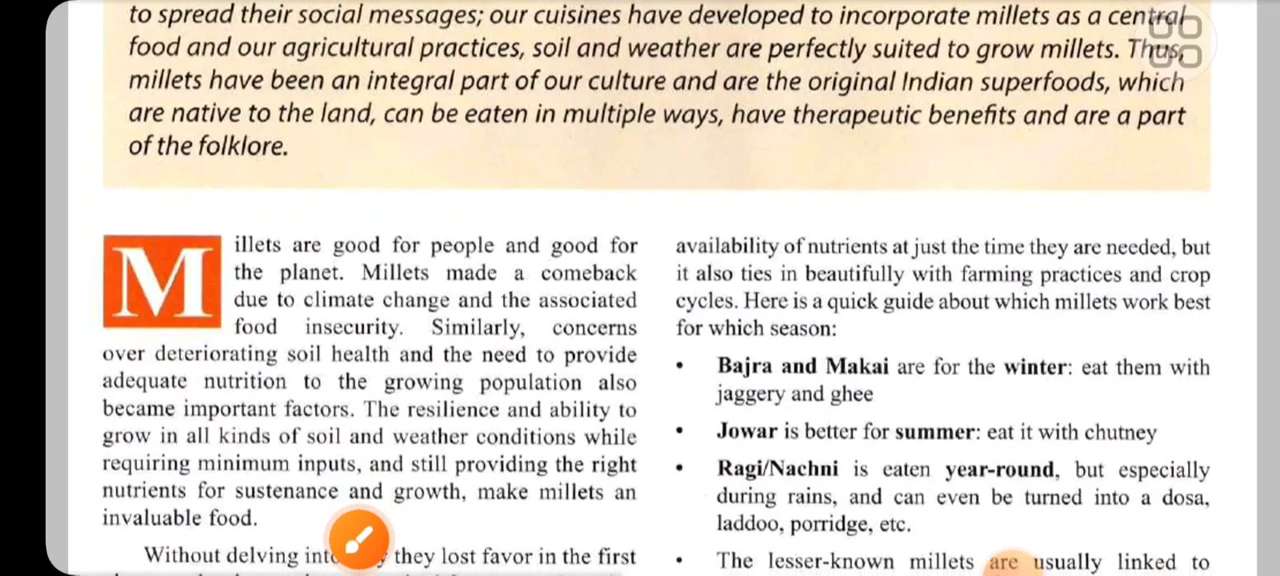 to spread their social messages; our cuisines have developed to incorporate millets as a central
food and our agricultural practices, soil and weather are perfectly suited to grow millets. Thus,
millets have been an integral part of our culture and are the original Indian superfoods, which
are native to the land, can be eaten in multiple ways, have therapeutic benefits and are a part
of the folklore.
Millets are good for people and good for
the planet. Millets made a comeback
due to climate change and the associated
food insecurity. Similarly, concerns
over deteriorating soil health and the need to provide
adequate nutrition to the growing population also
became important factors. The resilience and ability to
grow in all kinds of soil and weather conditions while
requiring minimum inputs, and still providing the right
nutrients for sustenance and growth, make millets an
invaluable food.
Without delving into they lost favor in the first
availability of nutrients at just the time they are needed, but
it also ties in beautifully with farming practices and crop
cycles. Here is a quick guide about which millets work best
for which season:
• Bajra and Makai are for the winter: eat them with
jaggery and ghee
• Jowar is better for summer: eat it with chutney
• Ragi/Nachni is eaten year-round, but especially
during rains, and can even be turned into a dosa,
laddoo, porridge, etc.
• The lesser-known millets are usually linked to